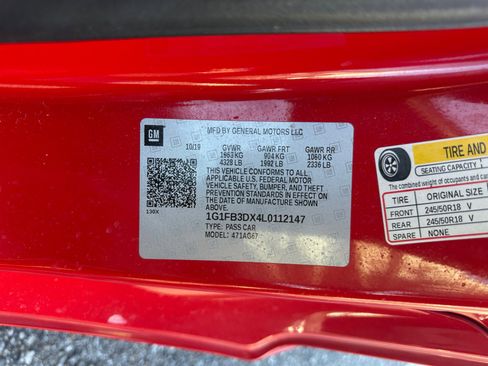 GM
MFD BY GENERAL MOTORS LLC
10/19 GVWR GAWR FRT GAWR RR
1963 KG 904 KG 1060 KG
4328 LB 1992 LB 2336 LB
THIS VEHICLE CONFORMS TO ALL
APPLICABLE U.S. FEDERAL MOTOR
VEHICLE SAFETY, BUMPER, AND THEFT
PREVENTION STANDARDS IN EFFECT ON
THE DATE OF MANUFACTURE SHOWN ABOVE.
1G1FB3DX4L0112147
TYPE: PASS CAR
MODEL: 471AG67
130X
TIRE AND
SEATING CAPACITY
The combined weight of occupants and car
TIRE ORIGINAL SIZE
FRONT 245/50R18 V
REAR 245/50R18 V
SPARE NONE